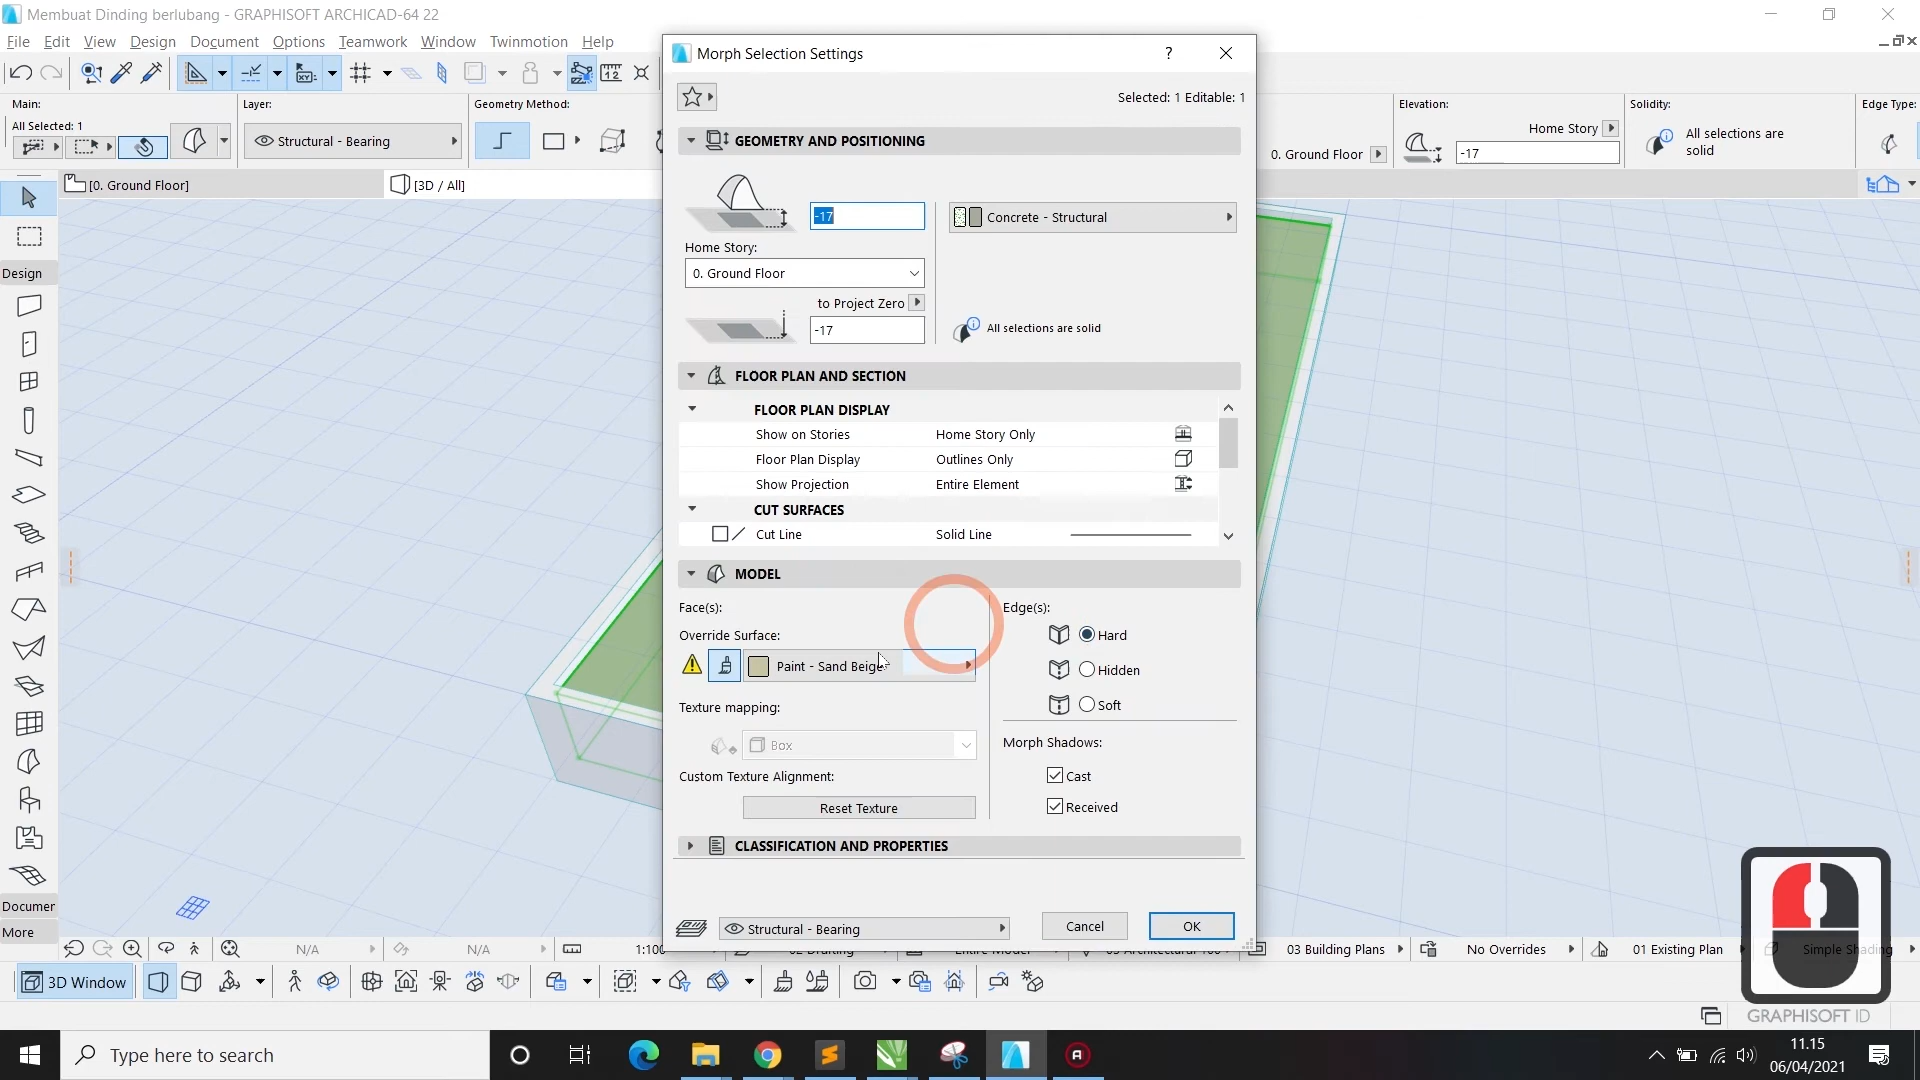 Membuat Dinding berlubang - GRAPHISOFT ARCHICAD-64 22
File Edit View Design Document Options Teamwork Window Twinmotion Help
Main:
All Selected: 1
Layer:
Structural - Bearing
Geometry Method:
[0. Ground Floor]
[3D / All]
Design
Documen
More
Morph Selection Settings
?
Selected: 1 Editable: 1
GEOMETRY AND POSITIONING
-17
Concrete - Structural
Home Story:
0. Ground Floor
to Project Zero
-17
All selections are solid
FLOOR PLAN AND SECTION
FLOOR PLAN DISPLAY
Show on Stories Home Story Only
Floor Plan Display Outlines Only
Show Projection Entire Element
CUT SURFACES
Cut Line Solid Line
MODEL
Face(s):
Override Surface:
Paint - Sand Beige
Texture mapping:
Box
Custom Texture Alignment:
Reset Texture
Edge(s):
Hard
Hidden
Soft
Morph Shadows:
Cast
Received
CLASSIFICATION AND PROPERTIES
Structural - Bearing
Cancel
OK
0. Ground Floor
Elevation:
Home Story
-17
Solidity:
All selections are
solid
Edge Type:
N/A
N/A
1:100
03 Building Plans
No Overrides
01 Existing Plan
Simple Shading
3D Window
GRAPHISOFT ID
Type here to search
11.15
06/04/2021